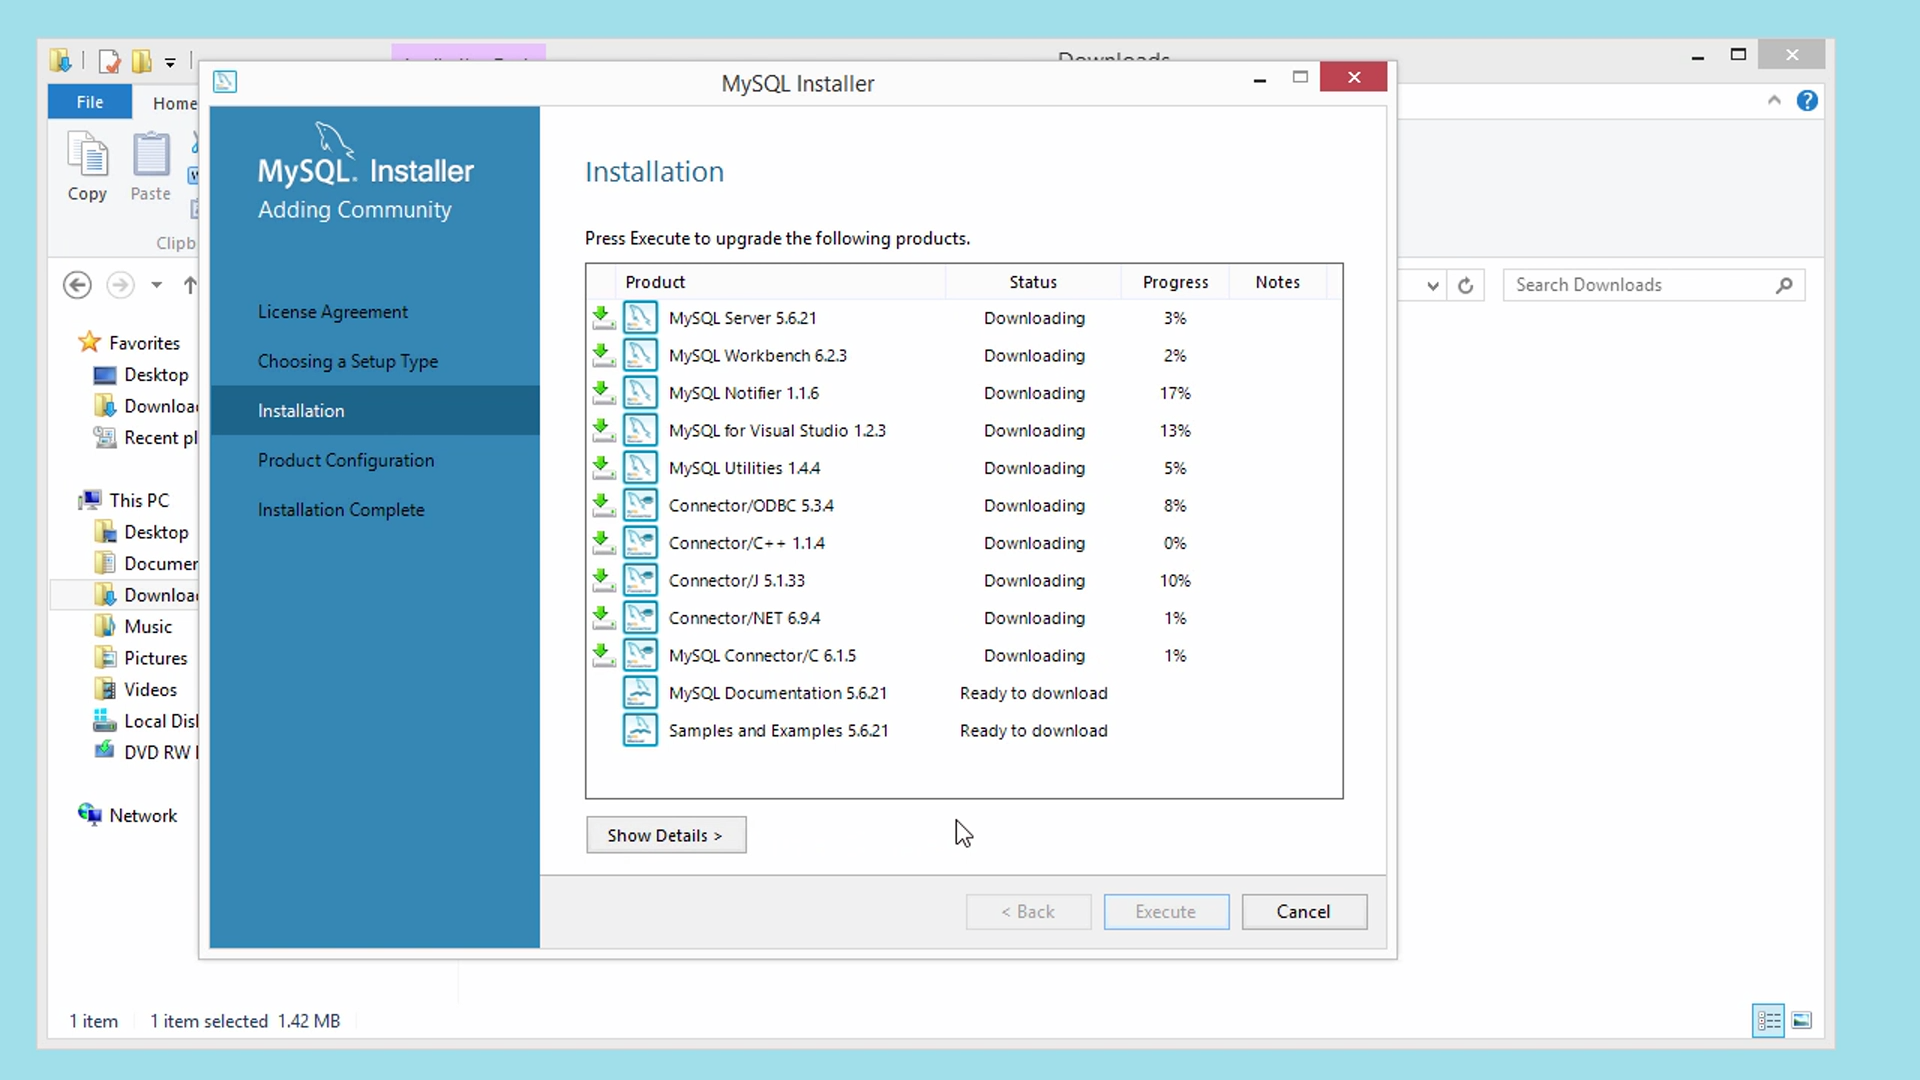 Downloads
MySQL Installer
File
Home
Copy
Paste
Clipb
MySQL. Installer
Adding Community
License Agreement
Choosing a Setup Type
Installation
Product Configuration
Installation Complete
Installation
Press Execute to upgrade the following products.
Product Status Progress Notes
MySQL Server 5.6.21 Downloading 3%
MySQL Workbench 6.2.3 Downloading 2%
MySQL Notifier 1.1.6 Downloading 17%
MySQL for Visual Studio 1.2.3 Downloading 13%
MySQL Utilities 1.4.4 Downloading 5%
Connector/ODBC 5.3.4 Downloading 8%
Connector/C++ 1.1.4 Downloading 0%
Connector/J 5.1.33 Downloading 10%
Connector/NET 6.9.4 Downloading 1%
MySQL Connector/C 6.1.5 Downloading 1%
MySQL Documentation 5.6.21 Ready to download
Samples and Examples 5.6.21 Ready to download
Show Details >
< Back Execute Cancel
Search Downloads
Favorites
Desktop
Downloa
Recent pl
This PC
Desktop
Documen
Downloa
Music
Pictures
Videos
Local Disk
DVD RW
Network
1 item 1 item selected 1.42 MB